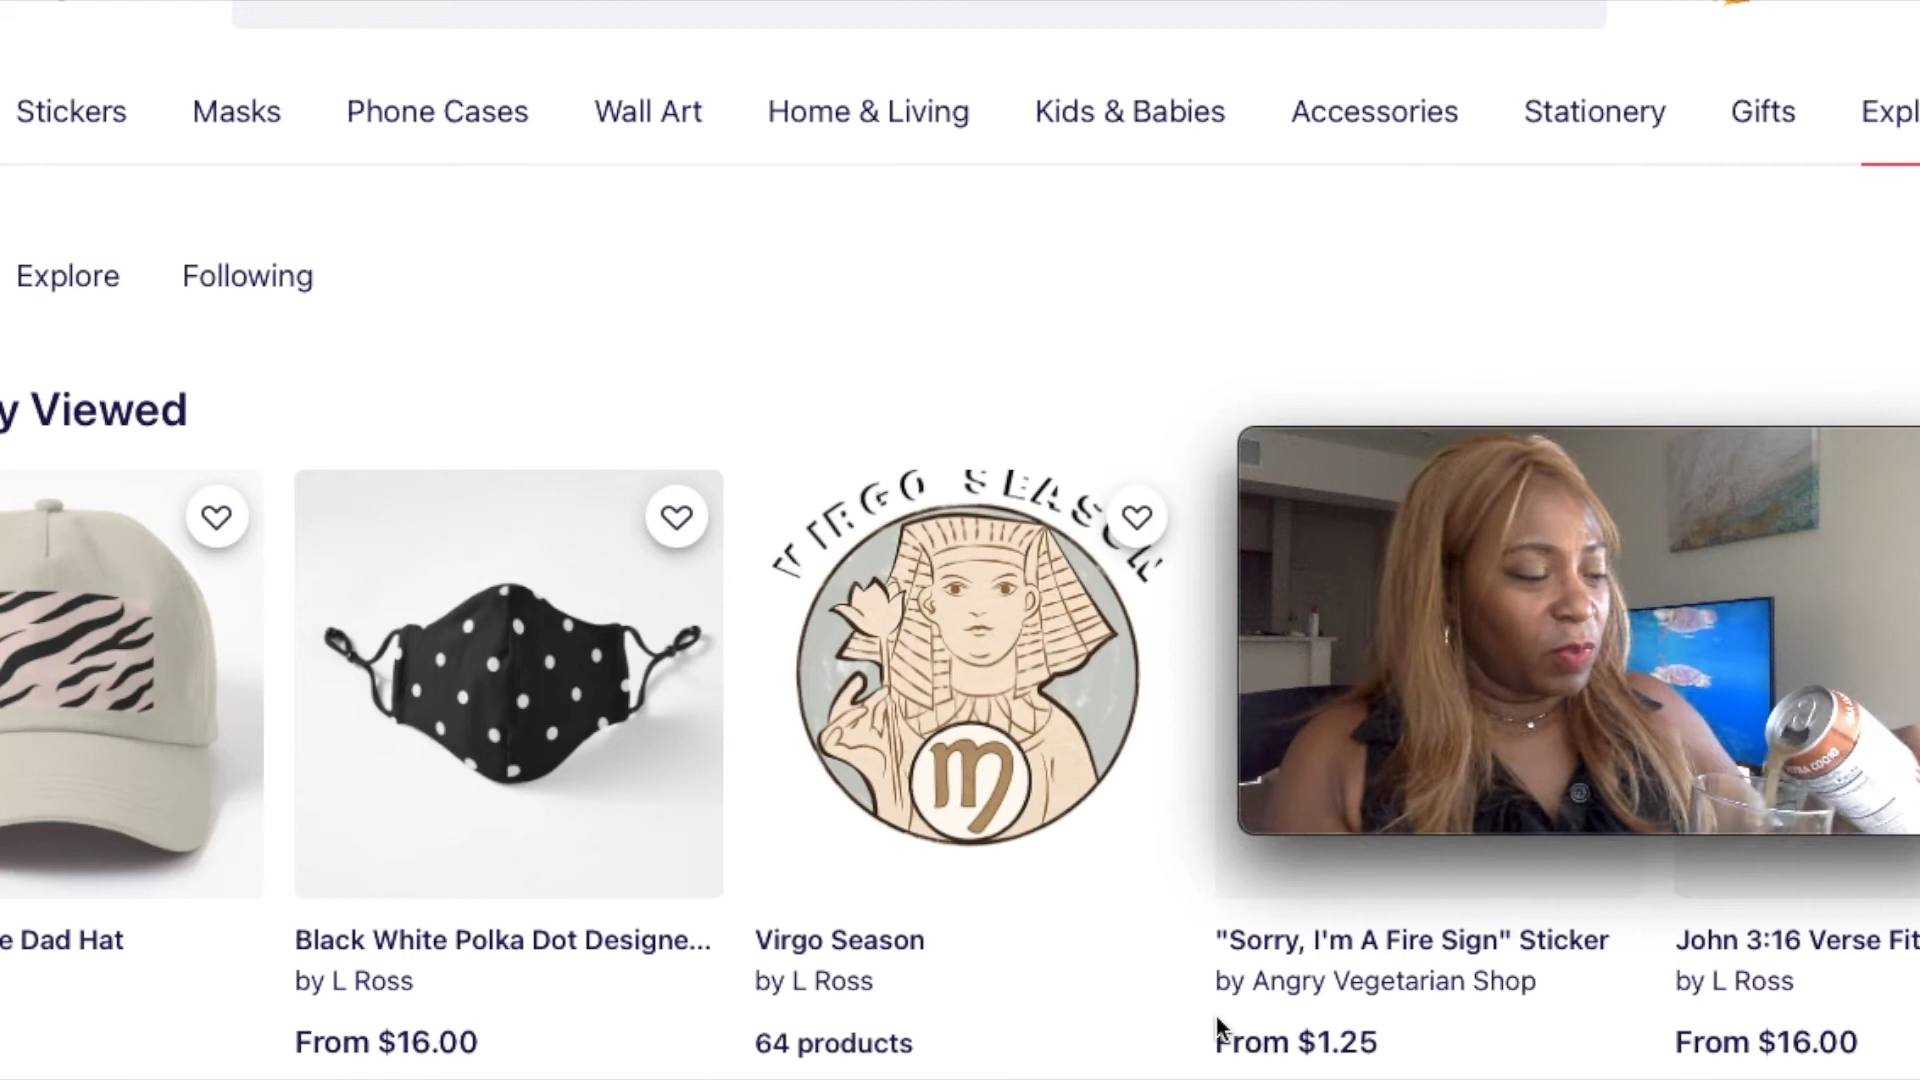 Stickers
Masks
Phone Cases
Wall Art
Home & Living
Kids & Babies
Accessories
Stationery
Gifts
Expl
Explore
Following
y Viewed
VIRGO SEASON
e Dad Hat
Black White Polka Dot Designe...
by L Ross
From $16.00
Virgo Season
by L Ross
64 products
"Sorry, I'm A Fire Sign" Sticker
by Angry Vegetarian Shop
From $1.25
John 3:16 Verse Fit
by L Ross
From $16.00